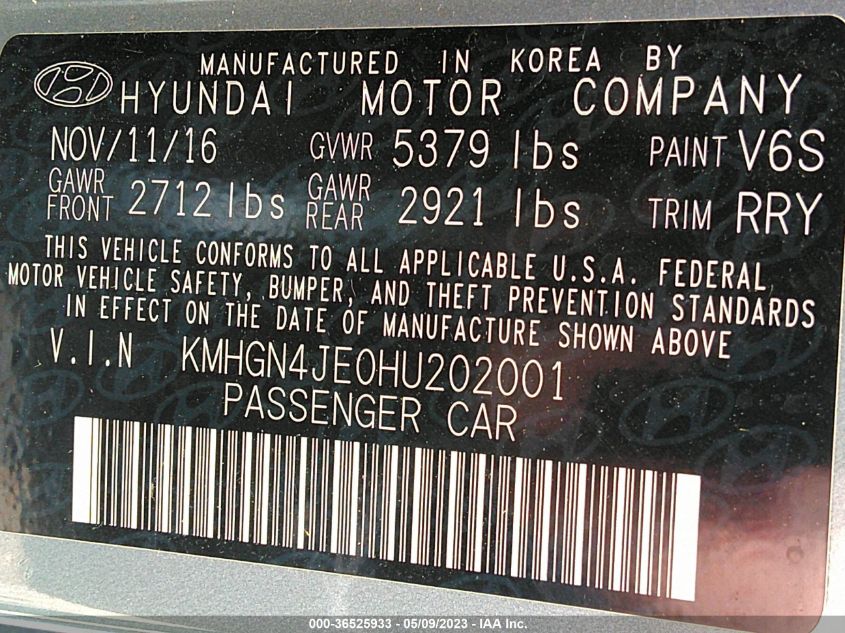 MANUFACTURED IN KOREA BY
HYUNDAI MOTOR COMPANY
NOV/11/16 GVWR 5379 lbs PAINT V6S
GAWR FRONT 2712 lbs GAWR REAR 2921 lbs TRIM RRY
THIS VEHICLE CONFORMS TO ALL APPLICABLE U.S.A. FEDERAL
MOTOR VEHICLE SAFETY, BUMPER, AND THEFT PREVENTION STANDARDS
IN EFFECT ON THE DATE OF MANUFACTURE SHOWN ABOVE
V.I.N KMHGN4JE0HU202001
PASSENGER CAR
000-36525933 - 05/09/2023 - IAA Inc.